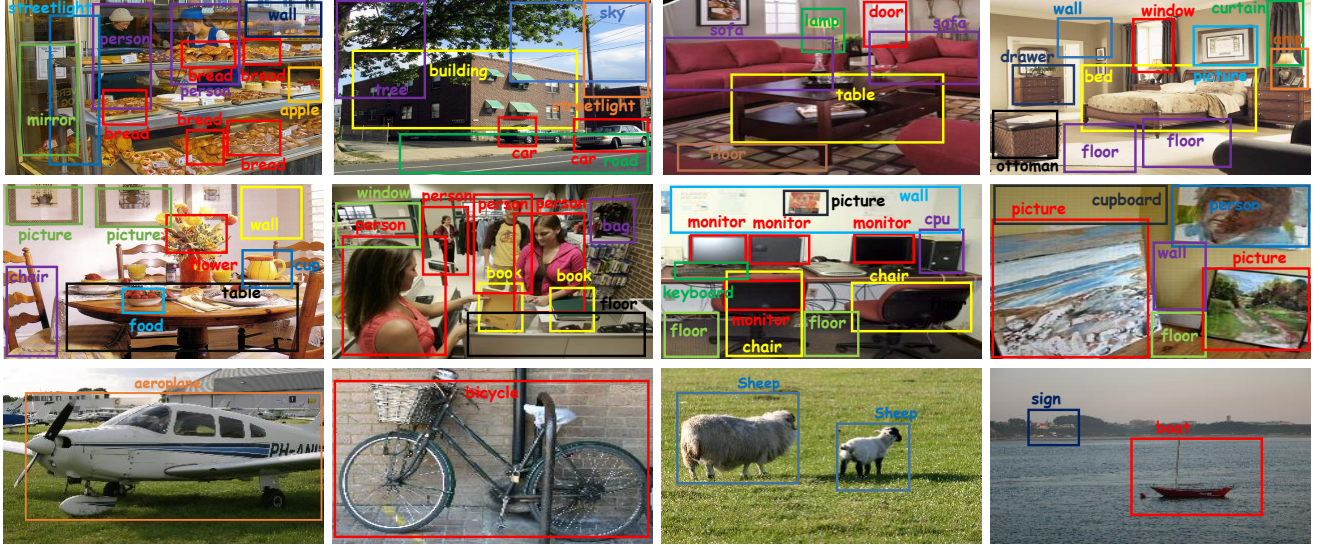 streetlight
wall
person
bread bread
person
apple
mirror
bread
bread
bread
sky
building
tree
streetlight
car
car road
lamp
door
sofa
sofa
table
floor
wall
window
curtain
lamp
drawer
bed
picture
floor
floor
ottoman
picture
picture
wall
flower
cup
chair
table
food
window
person
person
person
person
bag
book
book
floor
wall
picture
monitor
monitor
monitor
cpu
chair
keyboard
floor
floor
monitor
floor
chair
cupboard
picture
person
wall
picture
floor
aeroplane
PH-ANI
bicycle
Sheep
Sheep
sign
boat